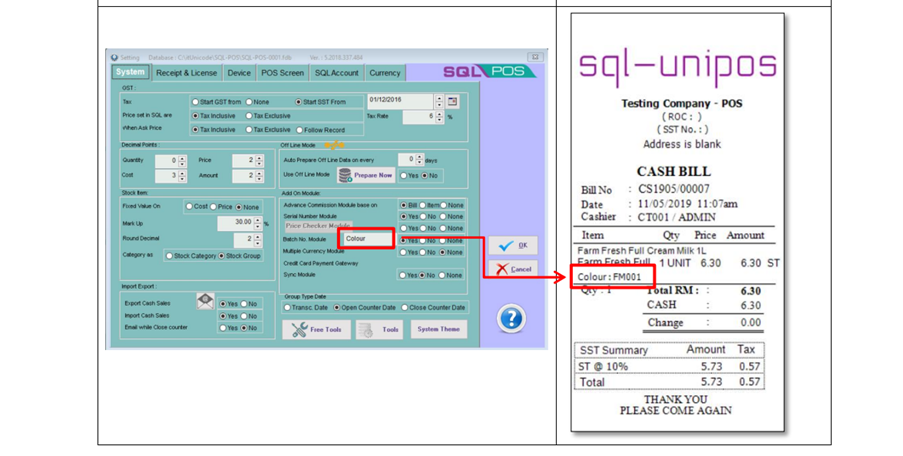 Setting Database : C:\eUnicode\SQL-POS\SQL-POS-0001.fdb Ver. : 5.2019.337.404
System Receipt & License Device POS Screen SQLAccount Currency
SQL POS
GST :
Tax Start GST from None Start SST From 01/12/2016
Price set in SQL are Tax Inclusive Tax Exclusive Tax Rate 6 %
When Ask Price Tax Inclusive Tax Exclusive Follow Record
Decimal Points : Off Line Mode
Quantity 0 Price 2 Auto Prepare Off Line Data on every 0 days
Cost 3 Amount 2 Use Off Line Mode Prepare Now Yes No
Stock Item: Add On Module:
Fixed Value On Cost Price None Advance Commission Module base on Bill Item None
Serial Number Module Yes No None
Mark Up 30.00 % Price Checker Module Yes No None
Round Decimal 2 Batch No. Module Colour Yes No None
Category as Stock Category Stock Group Multiple Currency Module Yes No None
Credit Card Payment Gateway
Sync Module Yes No None
Import Export :
Export Cash Sales Yes No
Import Cash Sales Yes No
Email while Close counter Yes No
Group Type Date
Transc. Date Open Counter Date Close Counter Date
Free Tools Tools System Theme
OK
Cancel
?
sql-unipos
Testing Company - POS
(ROC : )
(SST No. : )
Address is blank
CASH BILL
Bill No : CS1905/00007
Date : 11/05/2019 11:07am
Cashier : CT001 / ADMIN
Item Qty Price Amount
Farm Fresh Full Cream Milk 1L
Farm Fresh Full 1 UNIT 6.30 6.30 ST
Colour : FM001
Qty : 1 Total RM : : 6.30
CASH : 6.30
Change : 0.00
SST Summary Amount Tax
ST @ 10% 5.73 0.57
Total 5.73 0.57
THANK YOU
PLEASE COME AGAIN